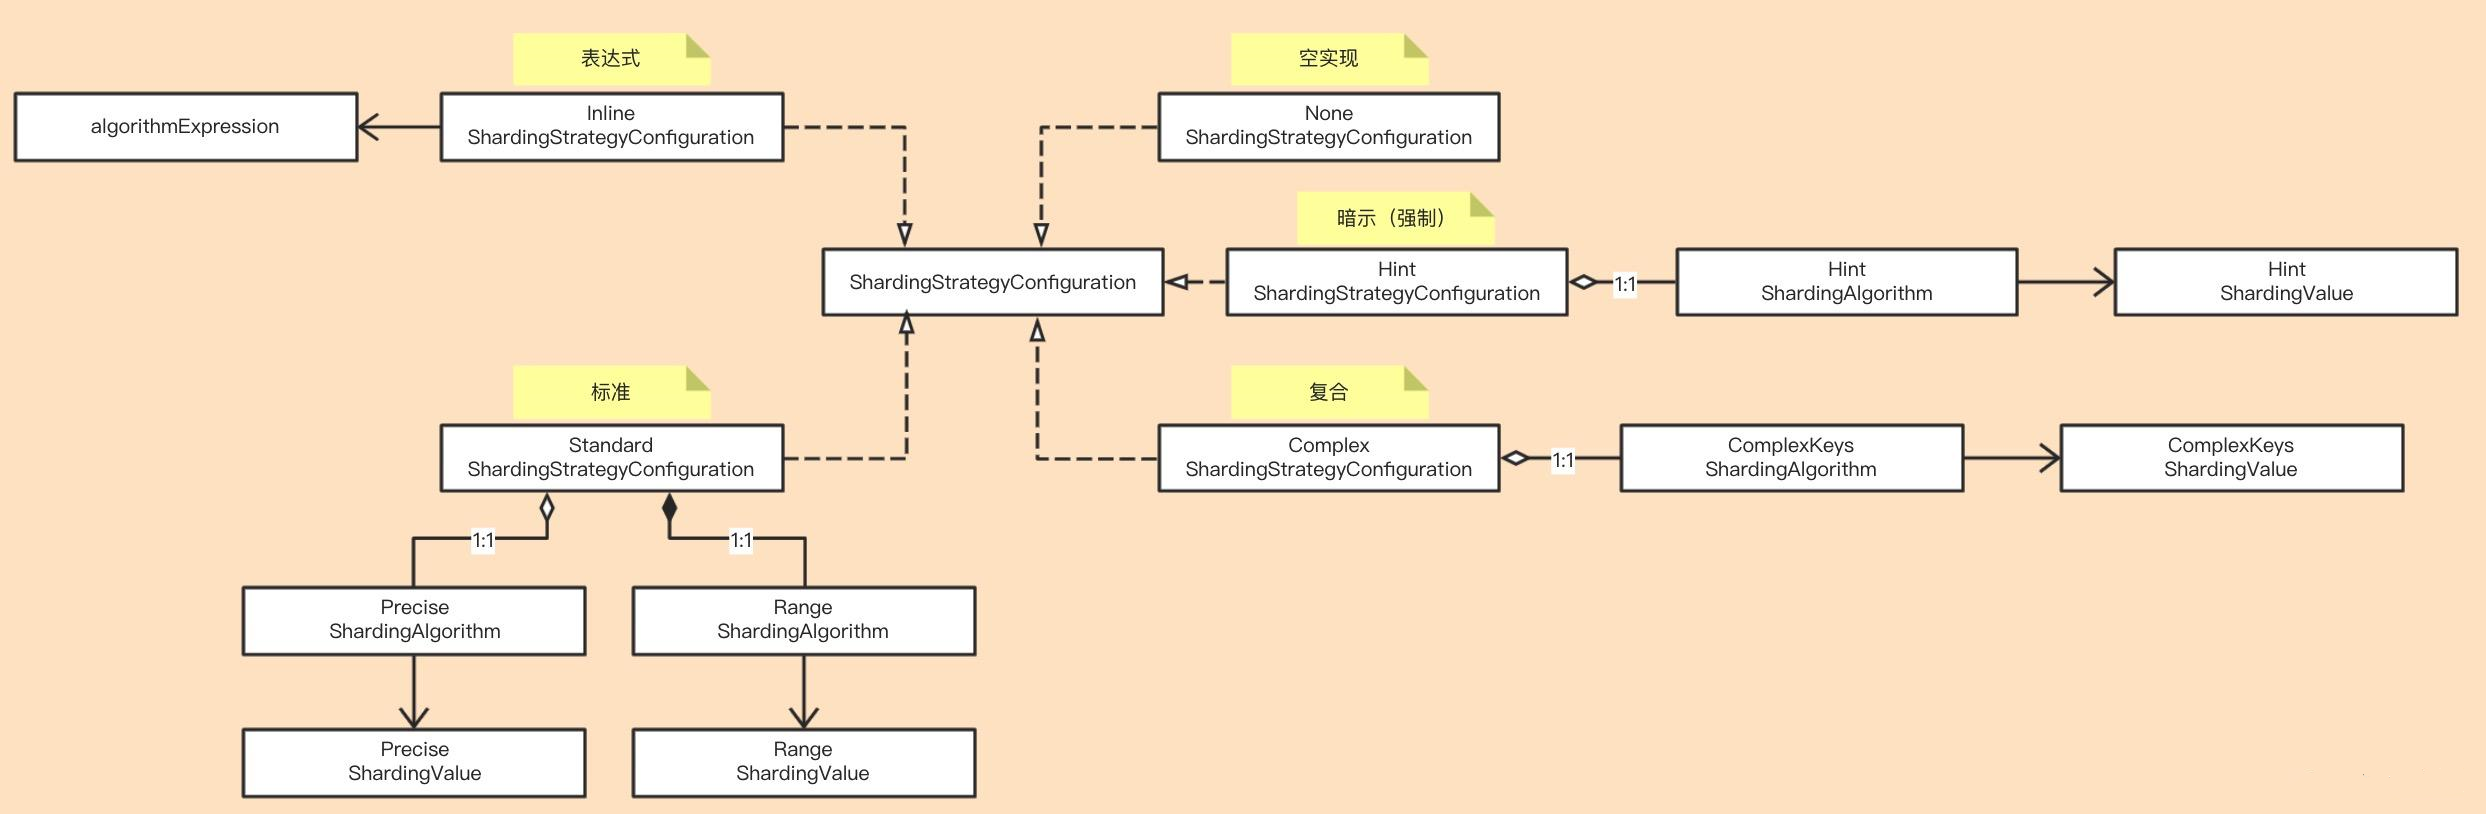 表达式
空实现
algorithmExpression
Inline
ShardingStrategyConfiguration
None
ShardingStrategyConfiguration
暗示（强制）
ShardingStrategyConfiguration
Hint
ShardingStrategyConfiguration
1:1
Hint
ShardingAlgorithm
Hint
ShardingValue
标准
复合
Standard
ShardingStrategyConfiguration
Complex
ShardingStrategyConfiguration
1:1
ComplexKeys
ShardingAlgorithm
ComplexKeys
ShardingValue
1:1
1:1
Precise
ShardingAlgorithm
Range
ShardingAlgorithm
Precise
ShardingValue
Range
ShardingValue